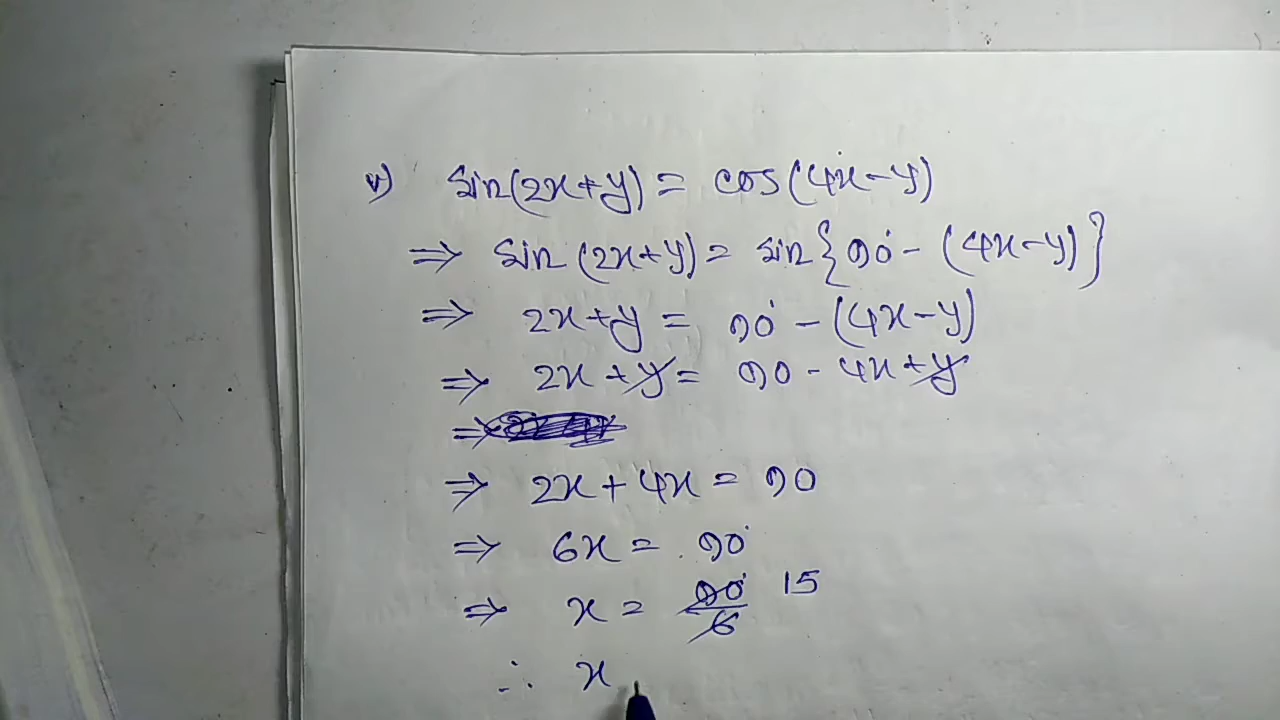 v) sin(2x+y) = cos(4x-y)
⇒ sin(2x+y) = sin{90° - (4x-y)}
⇒ 2x+y = 90° - (4x-y)
⇒ 2x+y = 90 - 4x+y
⇒
⇒ 2x+4x = 90
⇒ 6x = 90°
⇒ x = 90°/6 15
∴ x